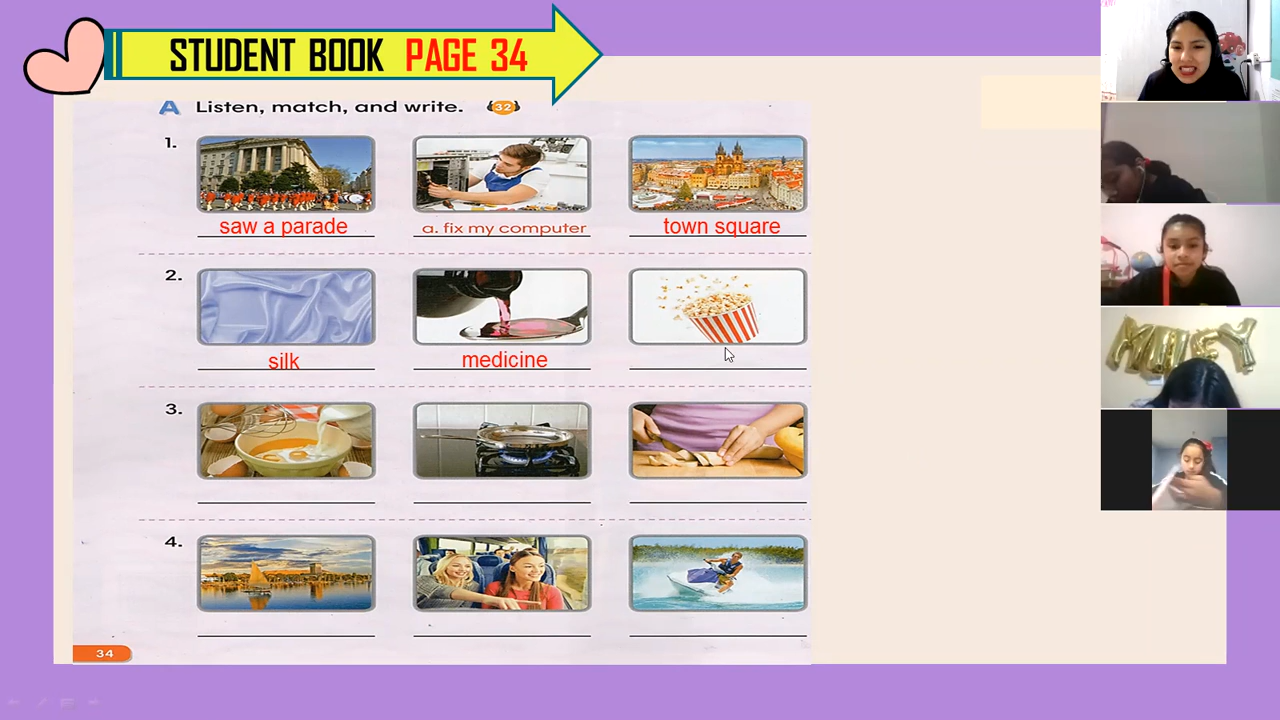 STUDENT BOOK PAGE 34
A Listen, match, and write. 32
1.
saw a parade
a. fix my computer
town square
2.
silk
medicine
3.
4.
34